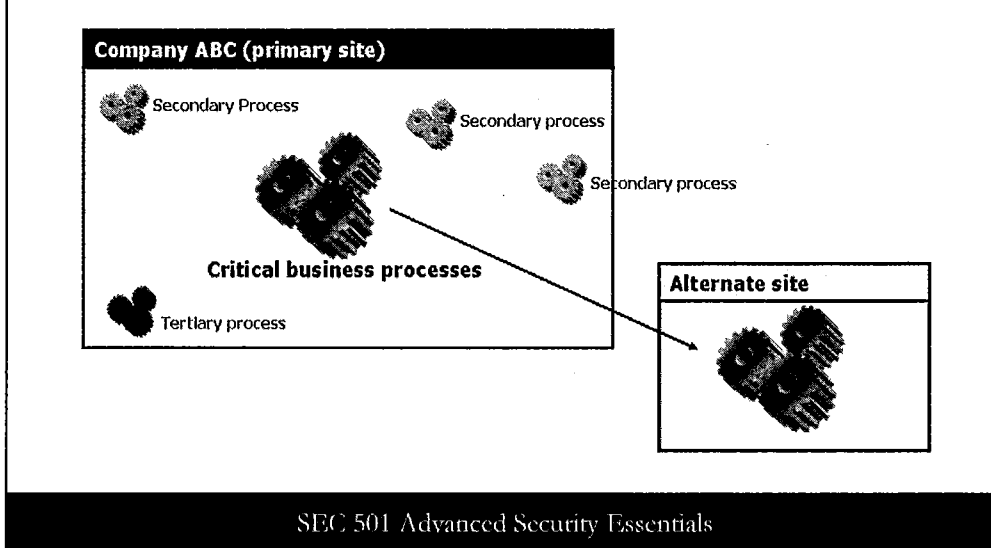 Company ABC (primary site)
Secondary Process
Secondary process
Secondary process
Critical business processes
Tertiary process
Alternate site
SEC 501 Advanced Security Essentials